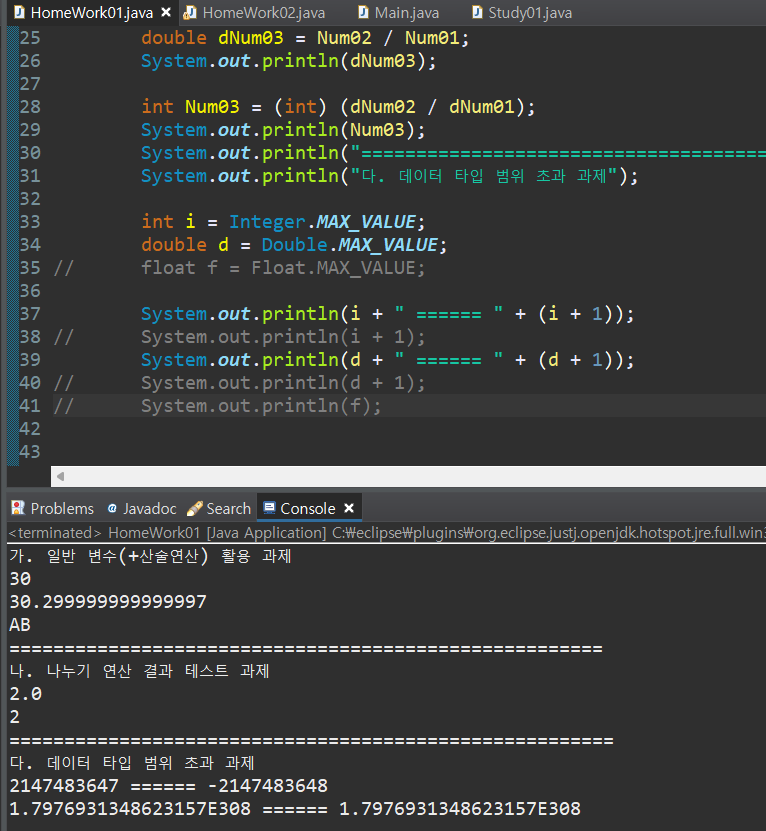 HomeWork01.java HomeWork02.java Main.java Study01.java
25 double dNum03 = Num02 / Num01;
26 System.out.println(dNum03);
27
28 int Num03 = (int) (dNum02 / dNum01);
29 System.out.println(Num03);
30 System.out.println("=====================================
31 System.out.println("다. 데이터 타입 범위 초과 과제");
32
33 int i = Integer.MAX_VALUE;
34 double d = Double.MAX_VALUE;
35 // float f = Float.MAX_VALUE;
36
37 System.out.println(i + " ====== " + (i + 1));
38 // System.out.println(i + 1);
39 System.out.println(d + " ====== " + (d + 1));
40 // System.out.println(d + 1);
41 // System.out.println(f);
42
43
Problems Javadoc Search Console
<terminated> HomeWork01 [Java Application] C:₩eclipse₩plugins₩org.eclipse.justj.openjdk.hotspot.jre.full.win3
가. 일반 변수(+산술연산) 활용 과제
30
30.299999999999997
AB
======================================================
나. 나누기 연산 결과 테스트 과제
2.0
2
=======================================================
다. 데이터 타입 범위 초과 과제
2147483647 ====== -2147483648
1.7976931348623157E308 ====== 1.7976931348623157E308